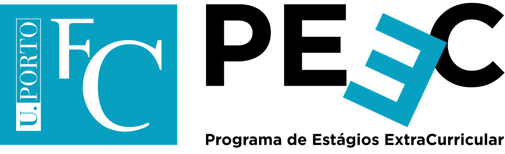 U.PORTO
FC
PEEC
Programa de Estágios ExtraCurricular